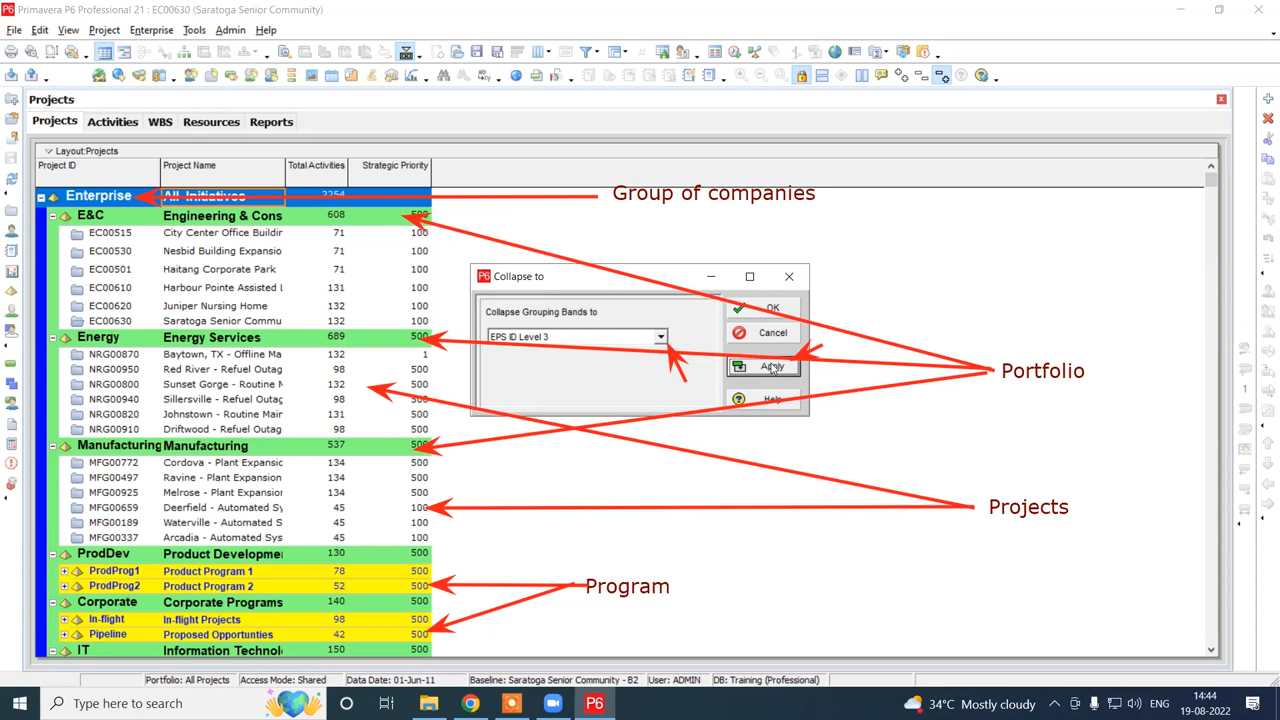 Primavera P6 Professional 21 : EC00630 (Saratoga Senior Community)
File Edit View Project Enterprise Tools Admin Help
Projects
Projects Activities WBS Resources Reports
Layout:Projects
Project ID Project Name Total Activities Strategic Priority
Enterprise All Initiatives 2254
Group of companies
E&C Engineering & Cons 608 500
EC00515 City Center Office Buildin 71 100
EC00530 Nesbid Building Expansio 71 100
EC00501 Haitang Corporate Park 71 100
EC00610 Harbour Pointe Assisted L 131 100
EC00620 Juniper Nursing Home 132 100
EC00630 Saratoga Senior Commu 132 100
Energy Energy Services 689 500
NRG00870 Baytown, TX - Offline Ma 132 1
NRG00950 Red River - Refuel Outag 98 500
NRG00800 Sunset Gorge - Routine M 132 500
NRG00940 Sillersville - Refuel Outag 98 500
NRG00820 Johnstown - Routine Main 131 500
NRG00910 Driftwood - Refuel Outag 98 500
Manufacturing Manufacturing 537 500
MFG00772 Cordova - Plant Expansi 134 500
MFG00497 Ravine - Plant Expansion 134 500
MFG00925 Melrose - Plant Expansion 134 500
MFG00659 Deerfield - Automated Sy 45 100
MFG00189 Waterville - Automated S 45 100
MFG00337 Arcadia - Automated Sys 45 100
ProdDev Product Developme 130 500
ProdProg1 Product Program 1 78 500
ProdProg2 Product Program 2 52 500
Corporate Corporate Programs 140 500
In-flight In-flight Projects 98 500
Pipeline Proposed Opportunties 42 500
IT Information Technol 150 500
Collapse to
Collapse Grouping Bands to
EPS ID Level 3
OK
Cancel
Apply
Help
Portfolio
Projects
Program
Portfolio: All Projects Access Mode: Shared Data Date: 01-Jun-11 Baseline: Saratoga Senior Community - B2 User: ADMIN DB: Training (Professional)
Type here to search
34°C Mostly cloudy
ENG
14:44
19-08-2022